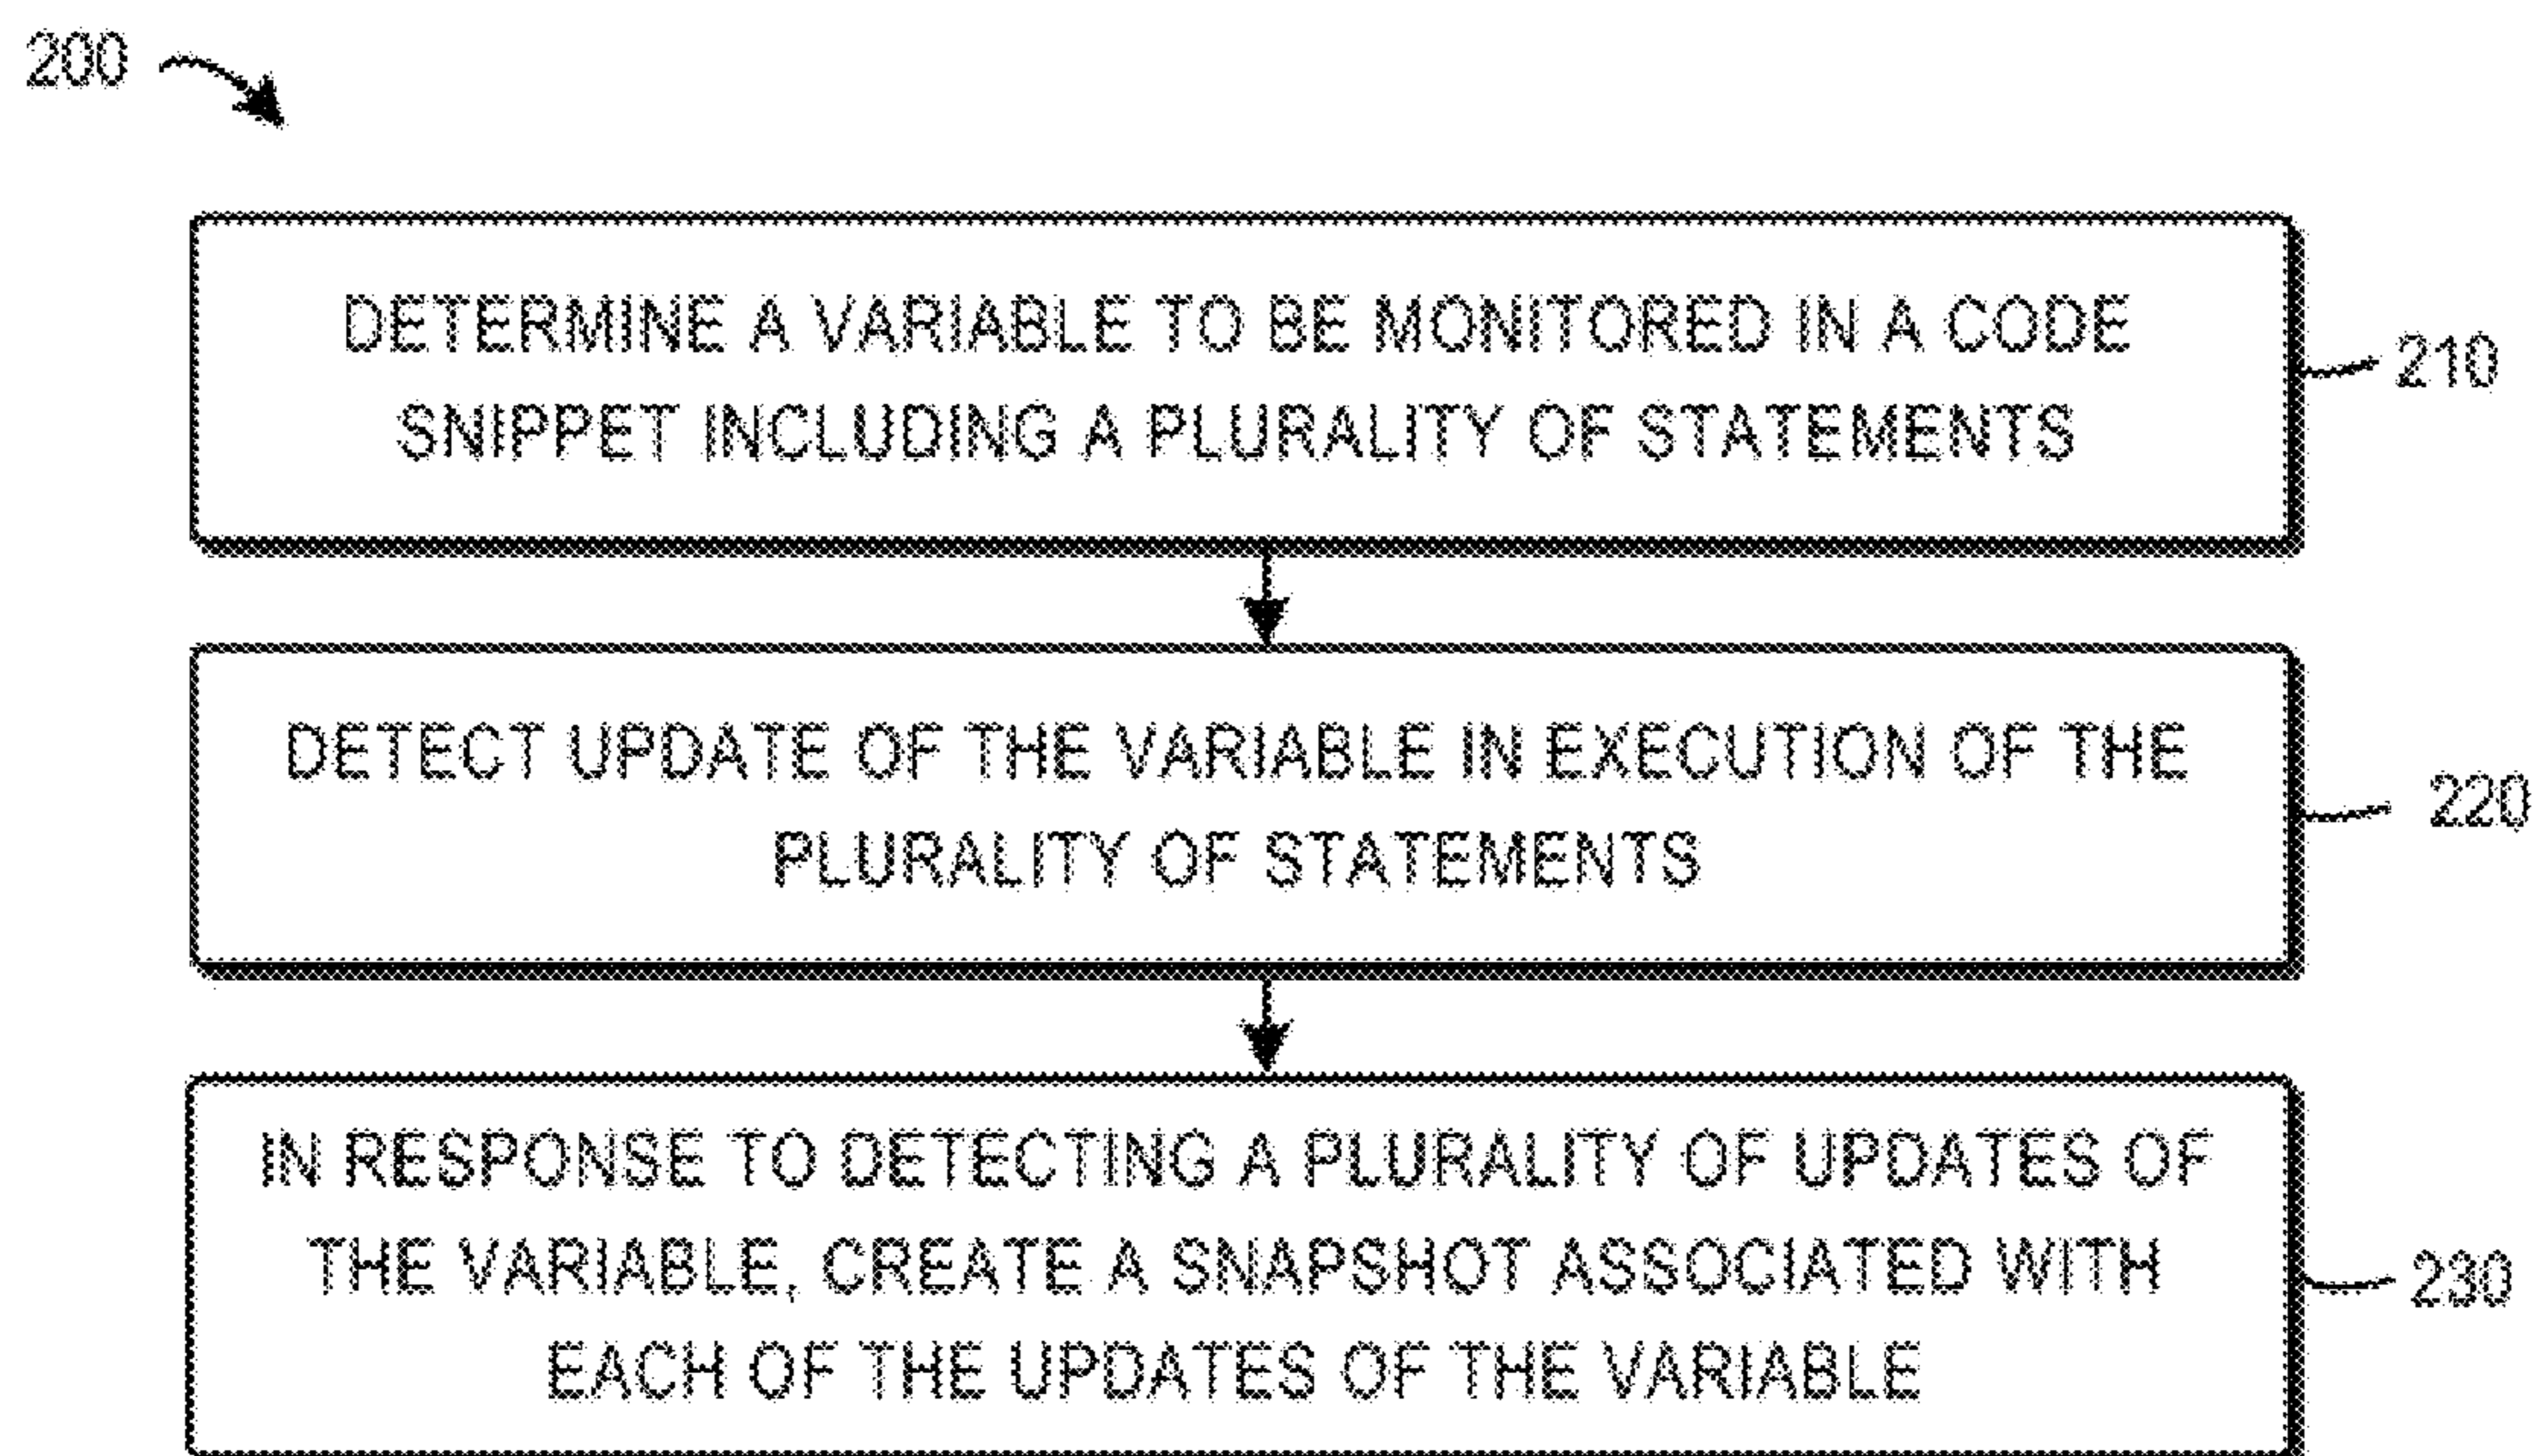 200
DETERMINE A VARIABLE TO BE MONITORED IN A CODE
SNIPPET INCLUDING A PLURALITY OF STATEMENTS
210
DETECT UPDATE OF THE VARIABLE IN EXECUTION OF THE
PLURALITY OF STATEMENTS
220
IN RESPONSE TO DETECTING A PLURALITY OF UPDATES OF
THE VARIABLE, CREATE A SNAPSHOT ASSOCIATED WITH
EACH OF THE UPDATES OF THE VARIABLE
230